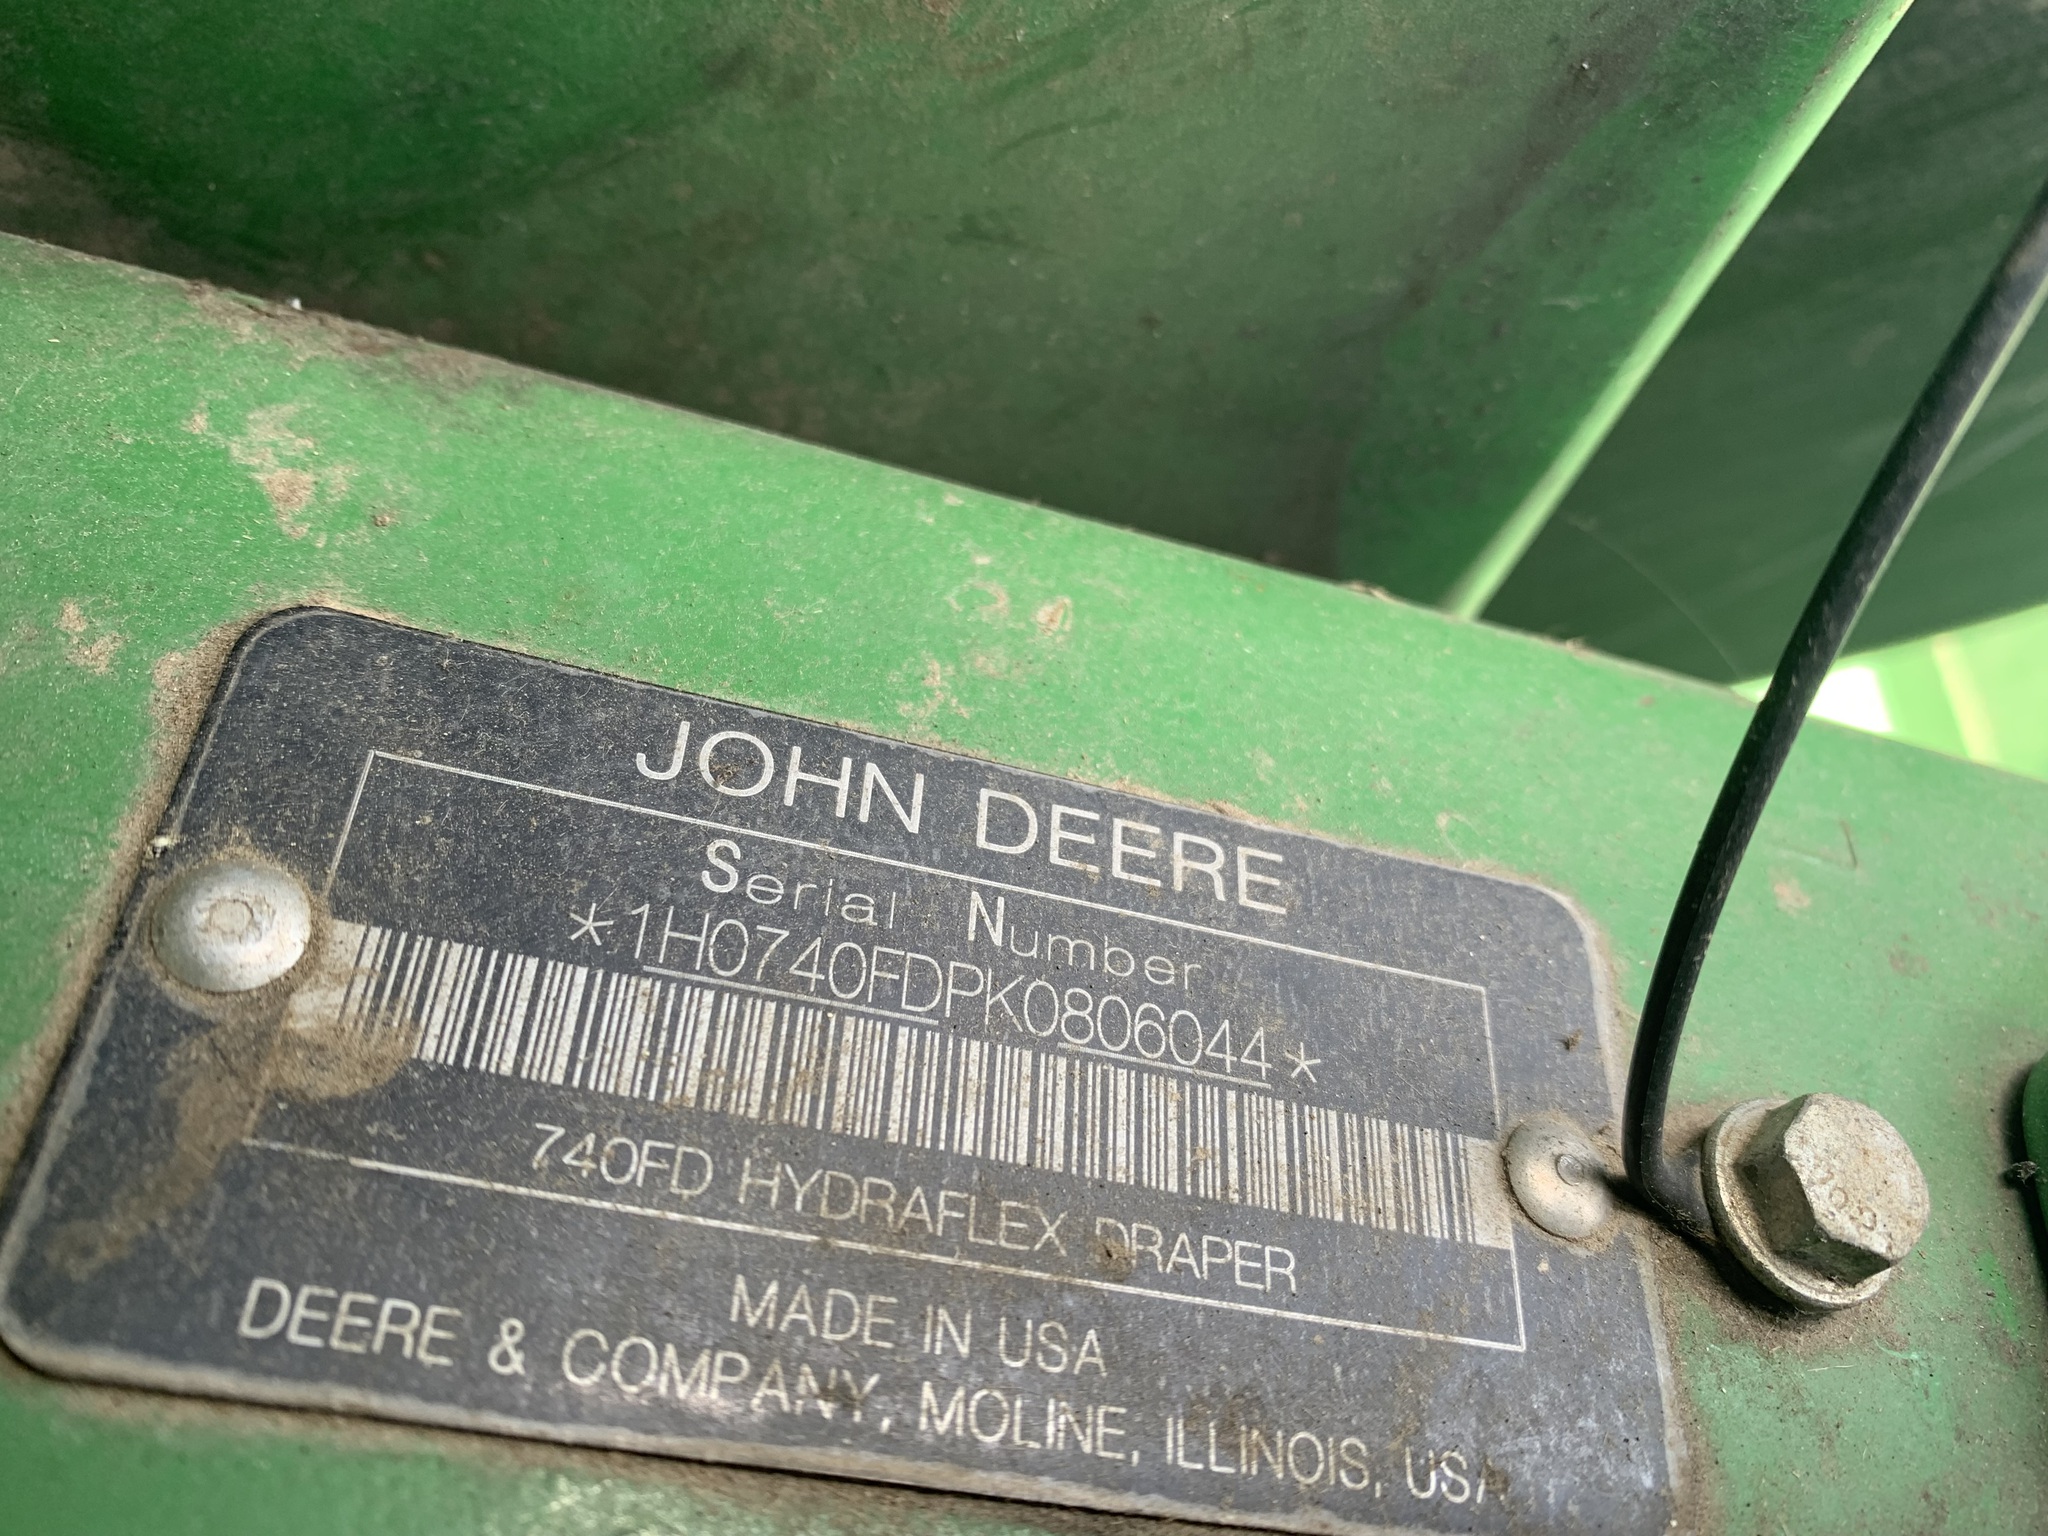 JOHN DEERE
Serial Number
*1H0740FDPK0806044*
740FD HYDRAFLEX DRAPER
MADE IN USA
DEERE & COMPANY, MOLINE, ILLINOIS, USA